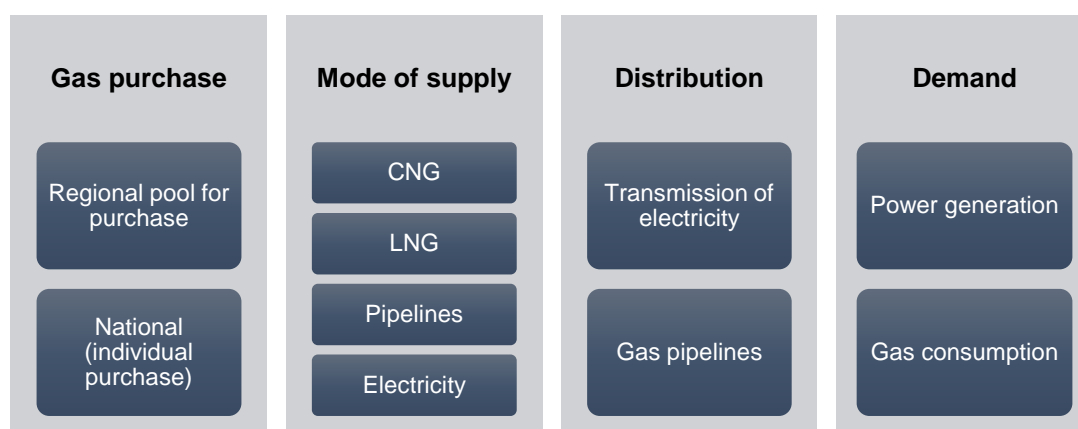 Gas purchase
Regional pool for
purchase
National
(individual
purchase)
Mode of supply
CNG
LNG
Pipelines
Electricity
Distribution
Transmission of
electricity
Gas pipelines
Demand
Power generation
Gas consumption